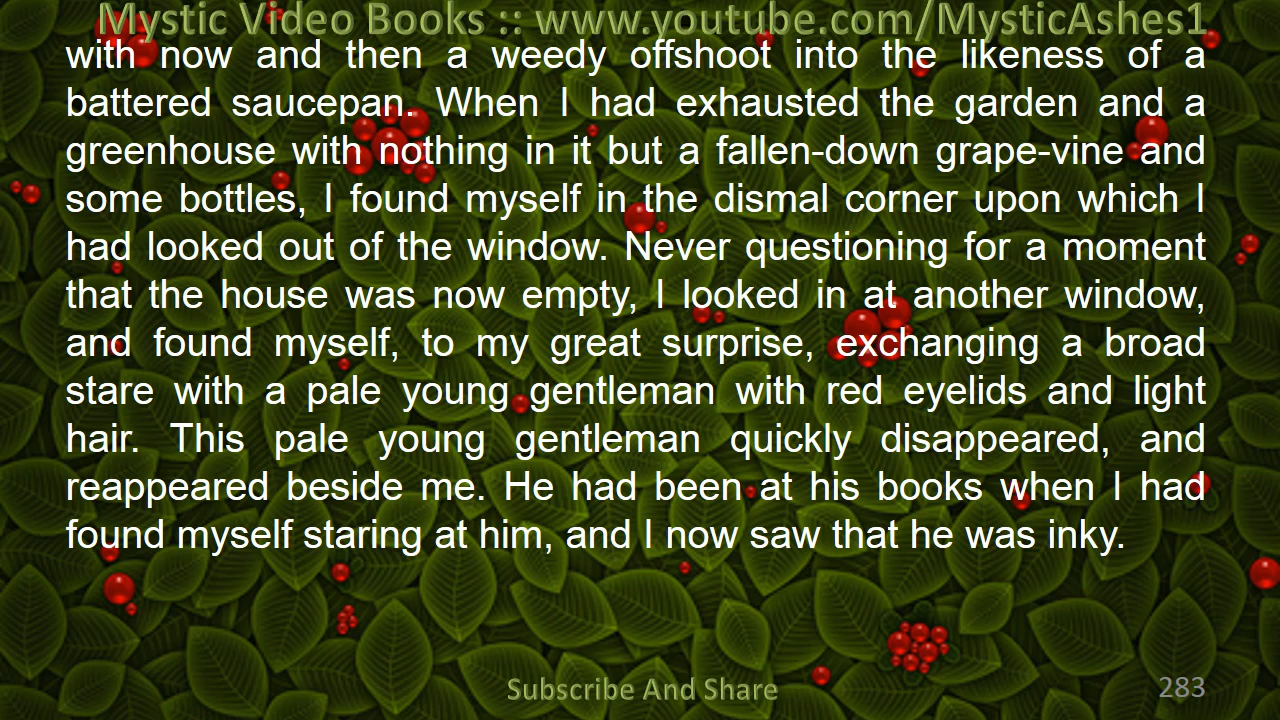 Mystic Video Books :: www.youtube.com/MysticAshes1
with now and then a weedy offshoot into the likeness of a
battered saucepan. When I had exhausted the garden and a
greenhouse with nothing in it but a fallen-down grape-vine and
some bottles, I found myself in the dismal corner upon which I
had looked out of the window. Never questioning for a moment
that the house was now empty, I looked in at another window,
and found myself, to my great surprise, exchanging a broad
stare with a pale young gentleman with red eyelids and light
hair. This pale young gentleman quickly disappeared, and
reappeared beside me. He had been at his books when I had
found myself staring at him, and I now saw that he was inky.
Subscribe And Share
283